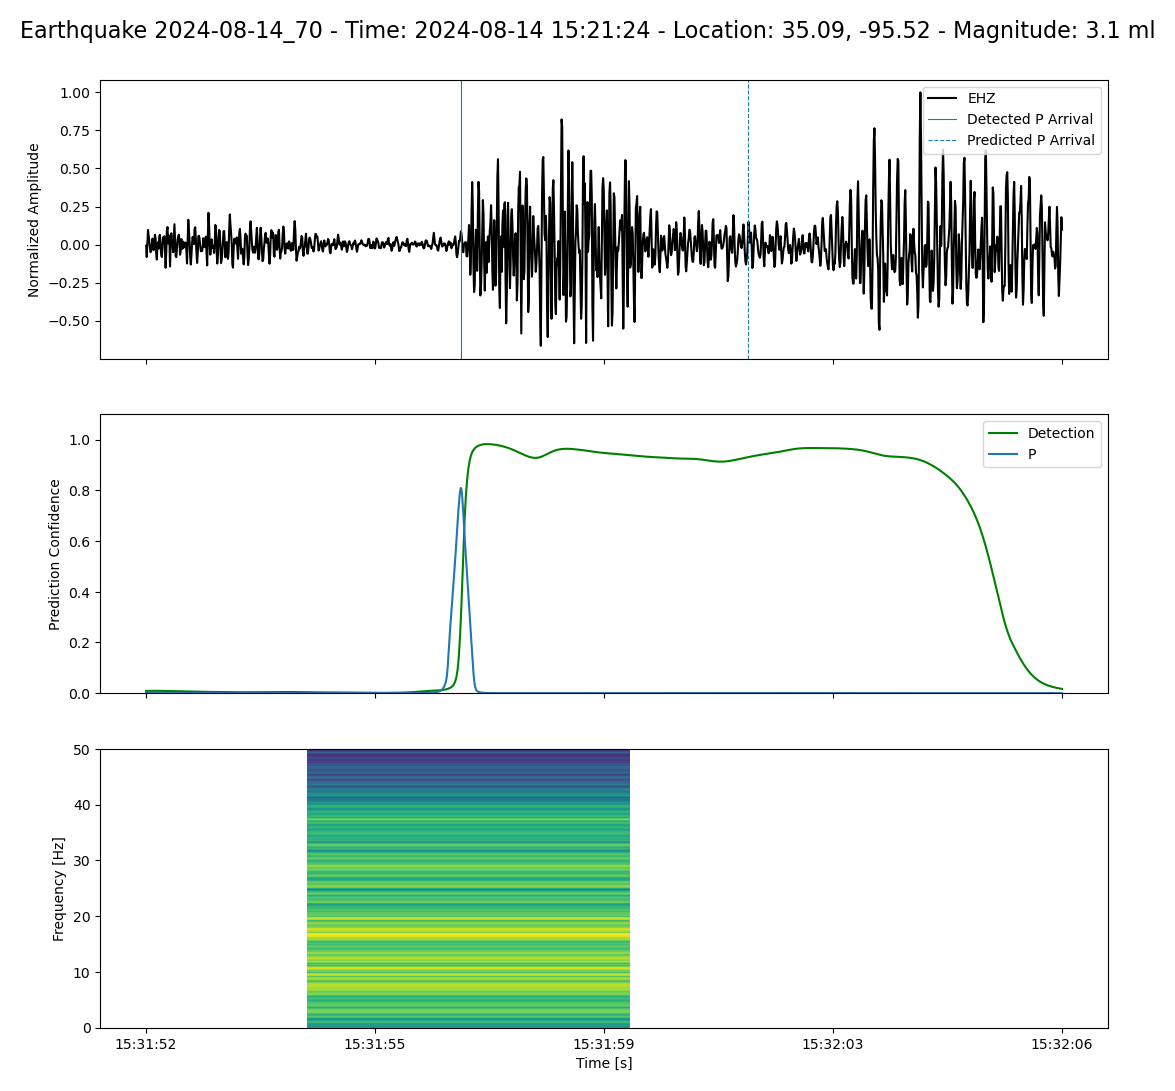 Earthquake 2024-08-14_70 - Time: 2024-08-14 15:21:24 - Location: 35.09, -95.52 - Magnitude: 3.1 ml
Normalized Amplitude
1.00
0.75
0.50
0.25
0.00
−0.25
−0.50
EHZ
Detected P Arrival
Predicted P Arrival
Prediction Confidence
1.0
0.8
0.6
0.4
0.2
0.0
Detection
P
Frequency [Hz]
50
40
30
20
10
0
15:31:52 15:31:55 15:31:59 15:32:03 15:32:06
Time [s]